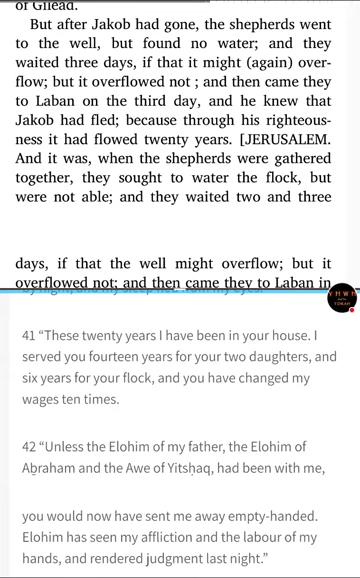 of Gilead.
But after Jakob had gone, the shepherds went
to the well, but found no water; and they
waited three days, if that it might (again) over-
flow; but it overflowed not ; and then came they
to Laban on the third day, and he knew that
Jakob had fled; because through his righteous-
ness it had flowed twenty years. [JERUSALEM.
And it was, when the shepherds were gathered
together, they sought to water the flock, but
were not able; and they waited two and three
days, if that the well might overflow; but it
overflowed not; and then came they to Laban in
YHWH
TORAH
41 “These twenty years I have been in your house. I
served you fourteen years for your two daughters, and
six years for your flock, and you have changed my
wages ten times.
42 “Unless the Elohim of my father, the Elohim of
Aḇraham and the Awe of Yitsḥaq, had been with me,
you would now have sent me away empty-handed.
Elohim has seen my affliction and the labour of my
hands, and rendered judgment last night.”